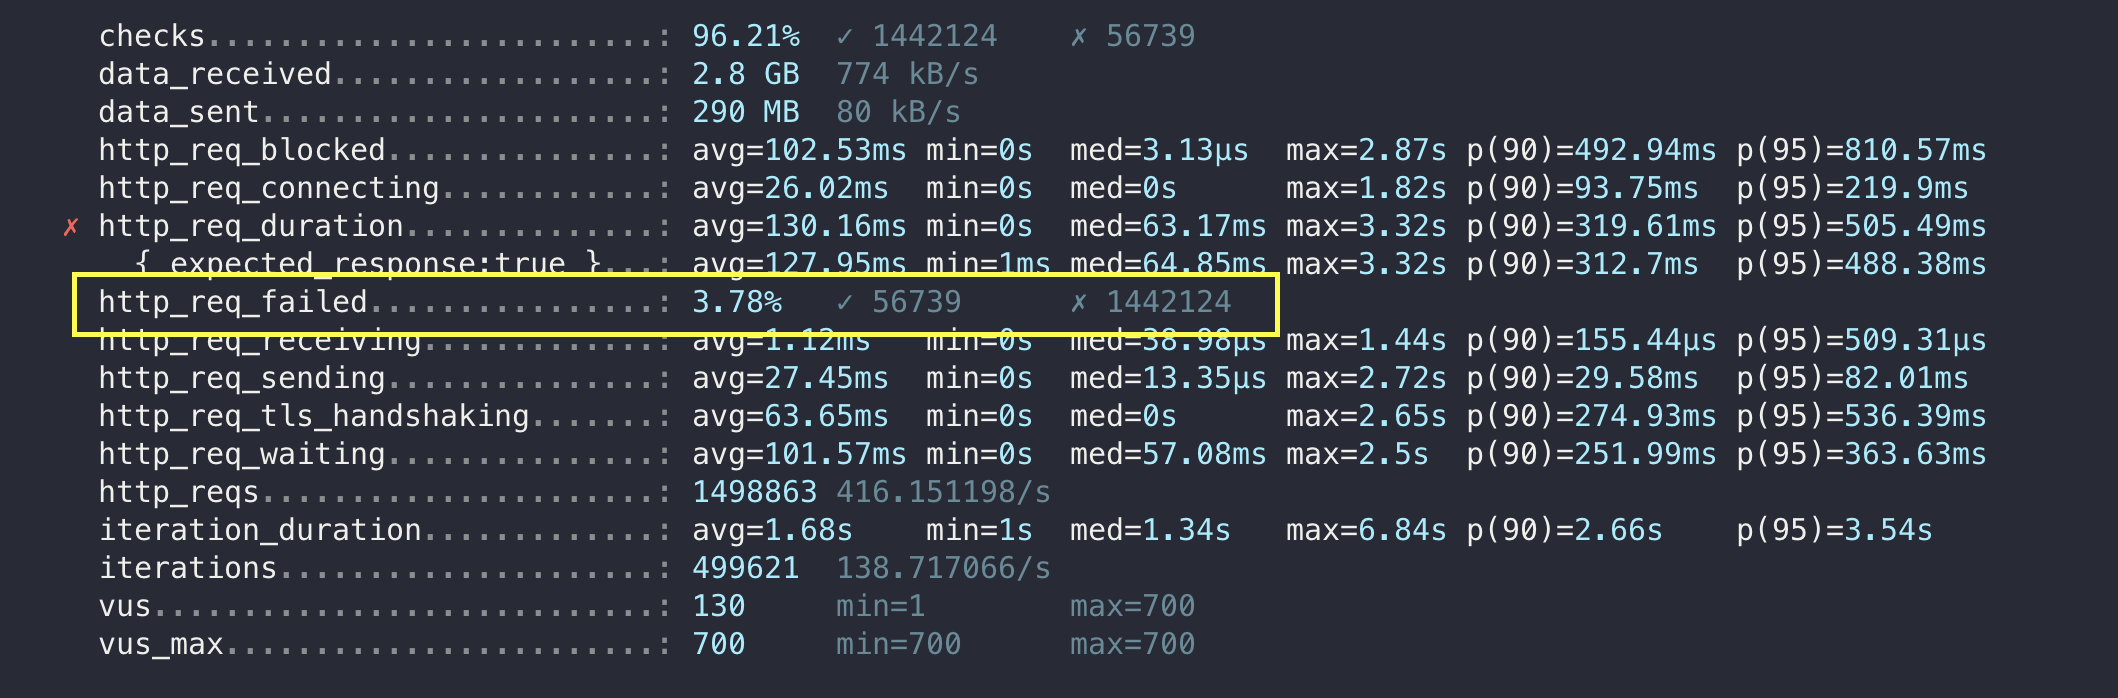 checks.........................: 96.21% ✓ 1442124 ✗ 56739
data_received..................: 2.8 GB 774 kB/s
data_sent......................: 290 MB 80 kB/s
http_req_blocked...............: avg=102.53ms min=0s med=3.13µs max=2.87s p(90)=492.94ms p(95)=810.57ms
http_req_connecting............: avg=26.02ms min=0s med=0s max=1.82s p(90)=93.75ms p(95)=219.9ms
✗ http_req_duration..............: avg=130.16ms min=0s med=63.17ms max=3.32s p(90)=319.61ms p(95)=505.49ms
{ expected_response:true }...: avg=127.95ms min=1ms med=64.85ms max=3.32s p(90)=312.7ms p(95)=488.38ms
http_req_failed................: 3.78% ✓ 56739 ✗ 1442124
http_req_receiving.............: avg=1.12ms min=0s med=38.98µs max=1.44s p(90)=155.44µs p(95)=509.31µs
http_req_sending...............: avg=27.45ms min=0s med=13.35µs max=2.72s p(90)=29.58ms p(95)=82.01ms
http_req_tls_handshaking.......: avg=63.65ms min=0s med=0s max=2.65s p(90)=274.93ms p(95)=536.39ms
http_req_waiting...............: avg=101.57ms min=0s med=57.08ms max=2.5s p(90)=251.99ms p(95)=363.63ms
http_reqs......................: 1498863 416.151198/s
iteration_duration.............: avg=1.68s min=1s med=1.34s max=6.84s p(90)=2.66s p(95)=3.54s
iterations.....................: 499621 138.717066/s
vus............................: 130 min=1 max=700
vus_max........................: 700 min=700 max=700